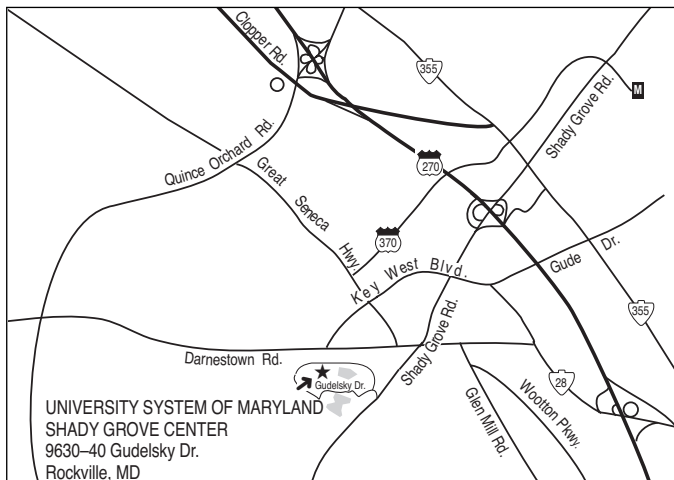 Clopper Rd.
355
M
Shady Grove Rd.
Quince Orchard Rd.
Great Seneca Hwy.
270
370
Key West Blvd.
Gude Dr.
355
Shady Grove Rd.
Darnestown Rd.
Gudelsky Dr.
28
Wootton Pkwy.
Glen Mill Rd.
UNIVERSITY SYSTEM OF MARYLAND
SHADY GROVE CENTER
9630–40 Gudelsky Dr.
Rockville, MD